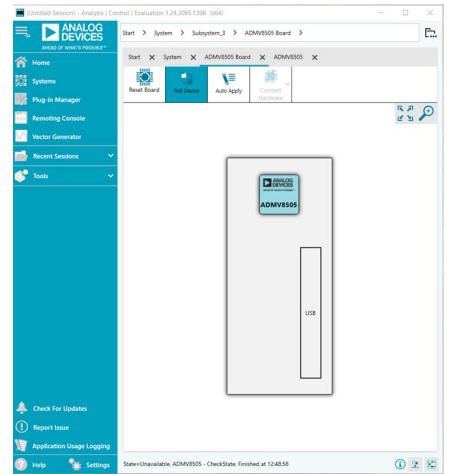 (Untitled Session) - Analysis | Control | Evaluation 1.24.3095.1398 (x64)
ANALOG
DEVICES
AHEAD OF WHAT'S POSSIBLE™
Start > System > Subsystem_3 > ADMV8505 Board >
Start X System X ADMV8505 Board X ADMV8505 X
Reset Board
Poll Device
Auto Apply
Connect
Hardware
Home
Systems
Plug-in Manager
Remoting Console
Vector Generator
Recent Sessions
Tools
ANALOG
DEVICES
ADMV8505
USB
Check For Updates
Report Issue
Application Usage Logging
Help
Settings
State=Unavailable, ADMV8505 - CheckState. Finished at 12:48:58